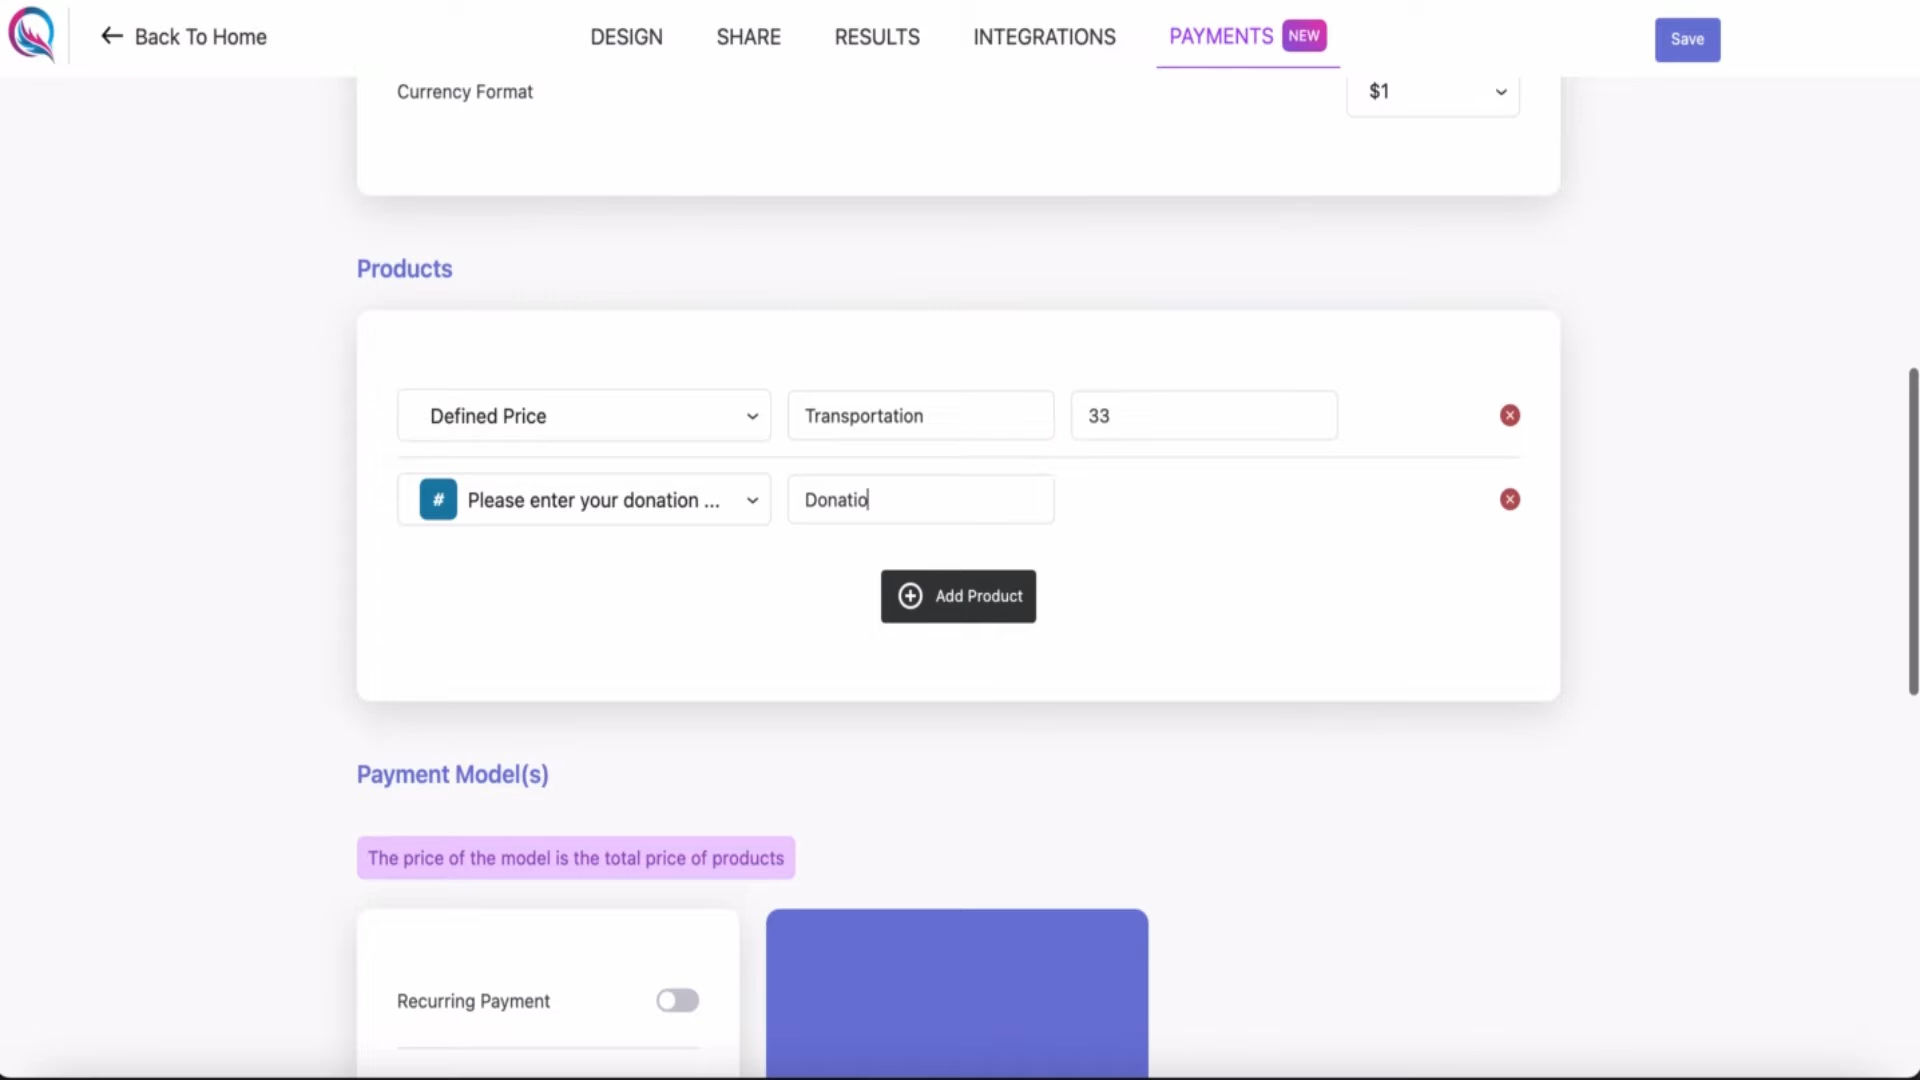 Back To Home
DESIGN
SHARE
RESULTS
INTEGRATIONS
PAYMENTS NEW
Save
Currency Format
$1
Products
Defined Price
Transportation
33
# Please enter your donation ...
Donatio
Add Product
Payment Model(s)
The price of the model is the total price of products
Recurring Payment